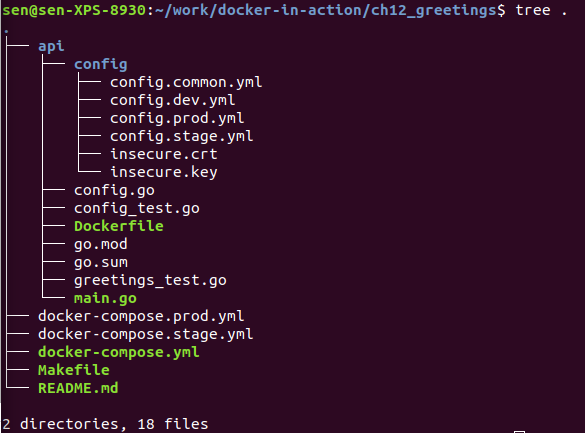 sen@sen-XPS-8930:~/work/docker-in-action/ch12_greetings$ tree .
.
├── api
│   ├── config
│   │   ├── config.common.yml
│   │   ├── config.dev.yml
│   │   ├── config.prod.yml
│   │   ├── config.stage.yml
│   │   ├── insecure.crt
│   │   └── insecure.key
│   ├── config.go
│   ├── config_test.go
│   ├── Dockerfile
│   ├── go.mod
│   ├── go.sum
│   ├── greetings_test.go
│   └── main.go
├── docker-compose.prod.yml
├── docker-compose.stage.yml
├── docker-compose.yml
├── Makefile
└── README.md

2 directories, 18 files